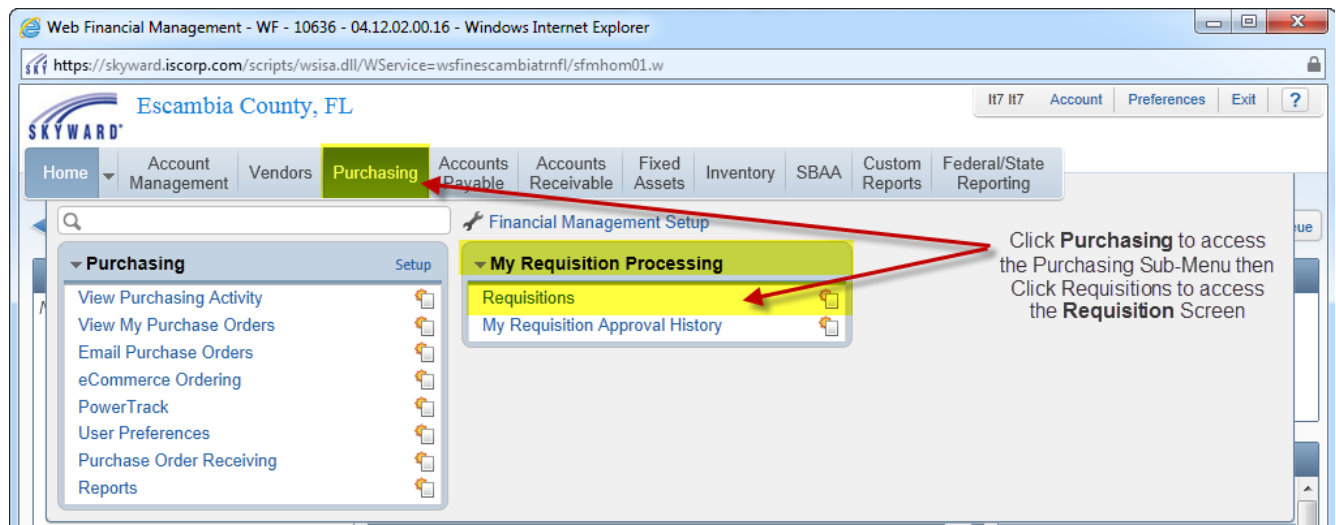 Web Financial Management - WF - 10636 - 04.12.02.00.16 - Windows Internet Explorer
https://skyward.iscorp.com/scripts/wsisa.dll/WService=wsfinescambiatrnfl/sfmhom01.w
SKYWARD
Escambia County, FL
It7 It7 Account Preferences Exit ?
Home
Account
Management
Vendors
Purchasing
Accounts
Payable
Accounts
Receivable
Fixed
Assets
Inventory
SBAA
Custom
Reports
Federal/State
Reporting
Financial Management Setup
Purchasing Setup
View Purchasing Activity
View My Purchase Orders
Email Purchase Orders
eCommerce Ordering
PowerTrack
User Preferences
Purchase Order Receiving
Reports
My Requisition Processing
Requisitions
My Requisition Approval History
Click Purchasing to access
the Purchasing Sub-Menu then
Click Requisitions to access
the Requisition Screen